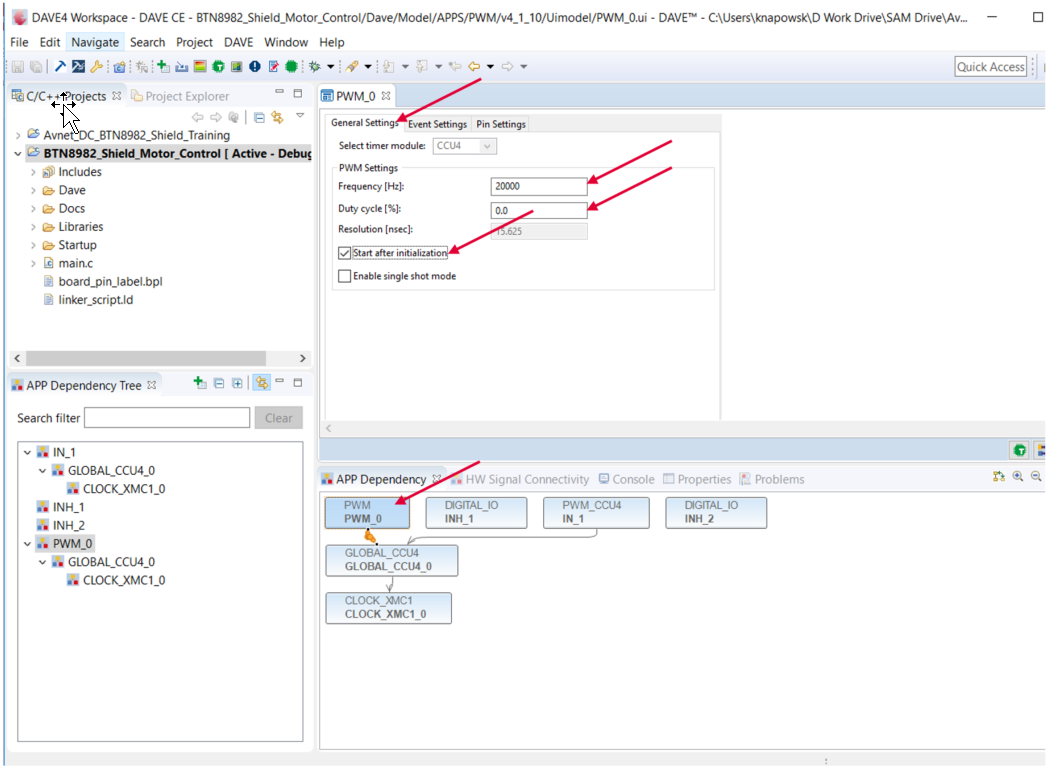 DAVE4 Workspace - DAVE CE - BTN8982_Shield_Motor_Control/Dave/Model/APPS/PWM/v4_1_10/Uimodel/PWM_0.ui - DAVE™ - C:\Users\knapowsk\D Work Drive\SAM Drive\Av...
File Edit Navigate Search Project DAVE Window Help
Quick Access
C/C++ Projects Project Explorer
Avnet_DC_BTN8982_Shield_Training
BTN8982_Shield_Motor_Control [ Active - Debug
Includes
Dave
Docs
Libraries
Startup
main.c
board_pin_label.bpl
linker_script.ld
PWM_0
General Settings Event Settings Pin Settings
Select timer module: CCU4
PWM Settings
Frequency [Hz]: 20000
Duty cycle [%]: 0.0
Resolution [nsec]: 15.625
Start after initialization
Enable single shot mode
APP Dependency Tree
Search filter Clear
IN_1
GLOBAL_CCU4_0
CLOCK_XMC1_0
INH_1
INH_2
PWM_0
GLOBAL_CCU4_0
CLOCK_XMC1_0
APP Dependency HW Signal Connectivity Console Properties Problems
PWM DIGITAL_IO PWM_CCU4 DIGITAL_IO
PWM_0 INH_1 IN_1 INH_2
GLOBAL_CCU4
GLOBAL_CCU4_0
CLOCK_XMC1
CLOCK_XMC1_0